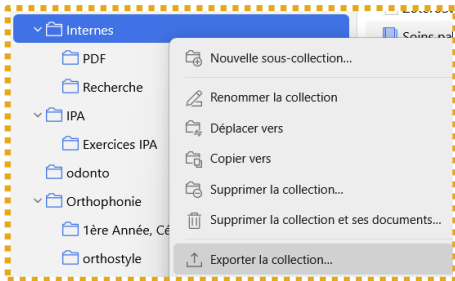 Internes
PDF
Recherche
IPA
Exercices IPA
odonto
Orthophonie
1ère Année, Cé
orthostyle
Soins pal
Nouvelle sous-collection...
Renommer la collection
Déplacer vers
Copier vers
Supprimer la collection...
Supprimer la collection et ses documents...
Exporter la collection...